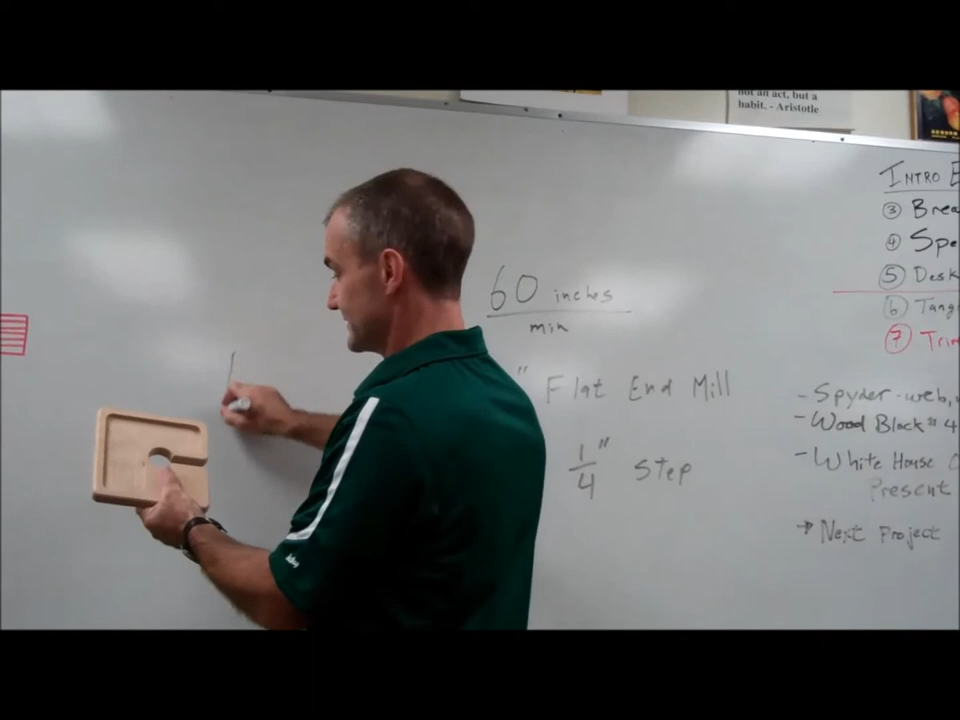 not an act, but a
habit. - Aristotle
60 inches
min
" Flat End Mill
1/4" Step
INTRO
③ Brea
④ Spe
⑤ Desk
⑥ Tang
⑦ Tri
- Spyder-web,
- Wood Block
- White House
Present
→ Next Project